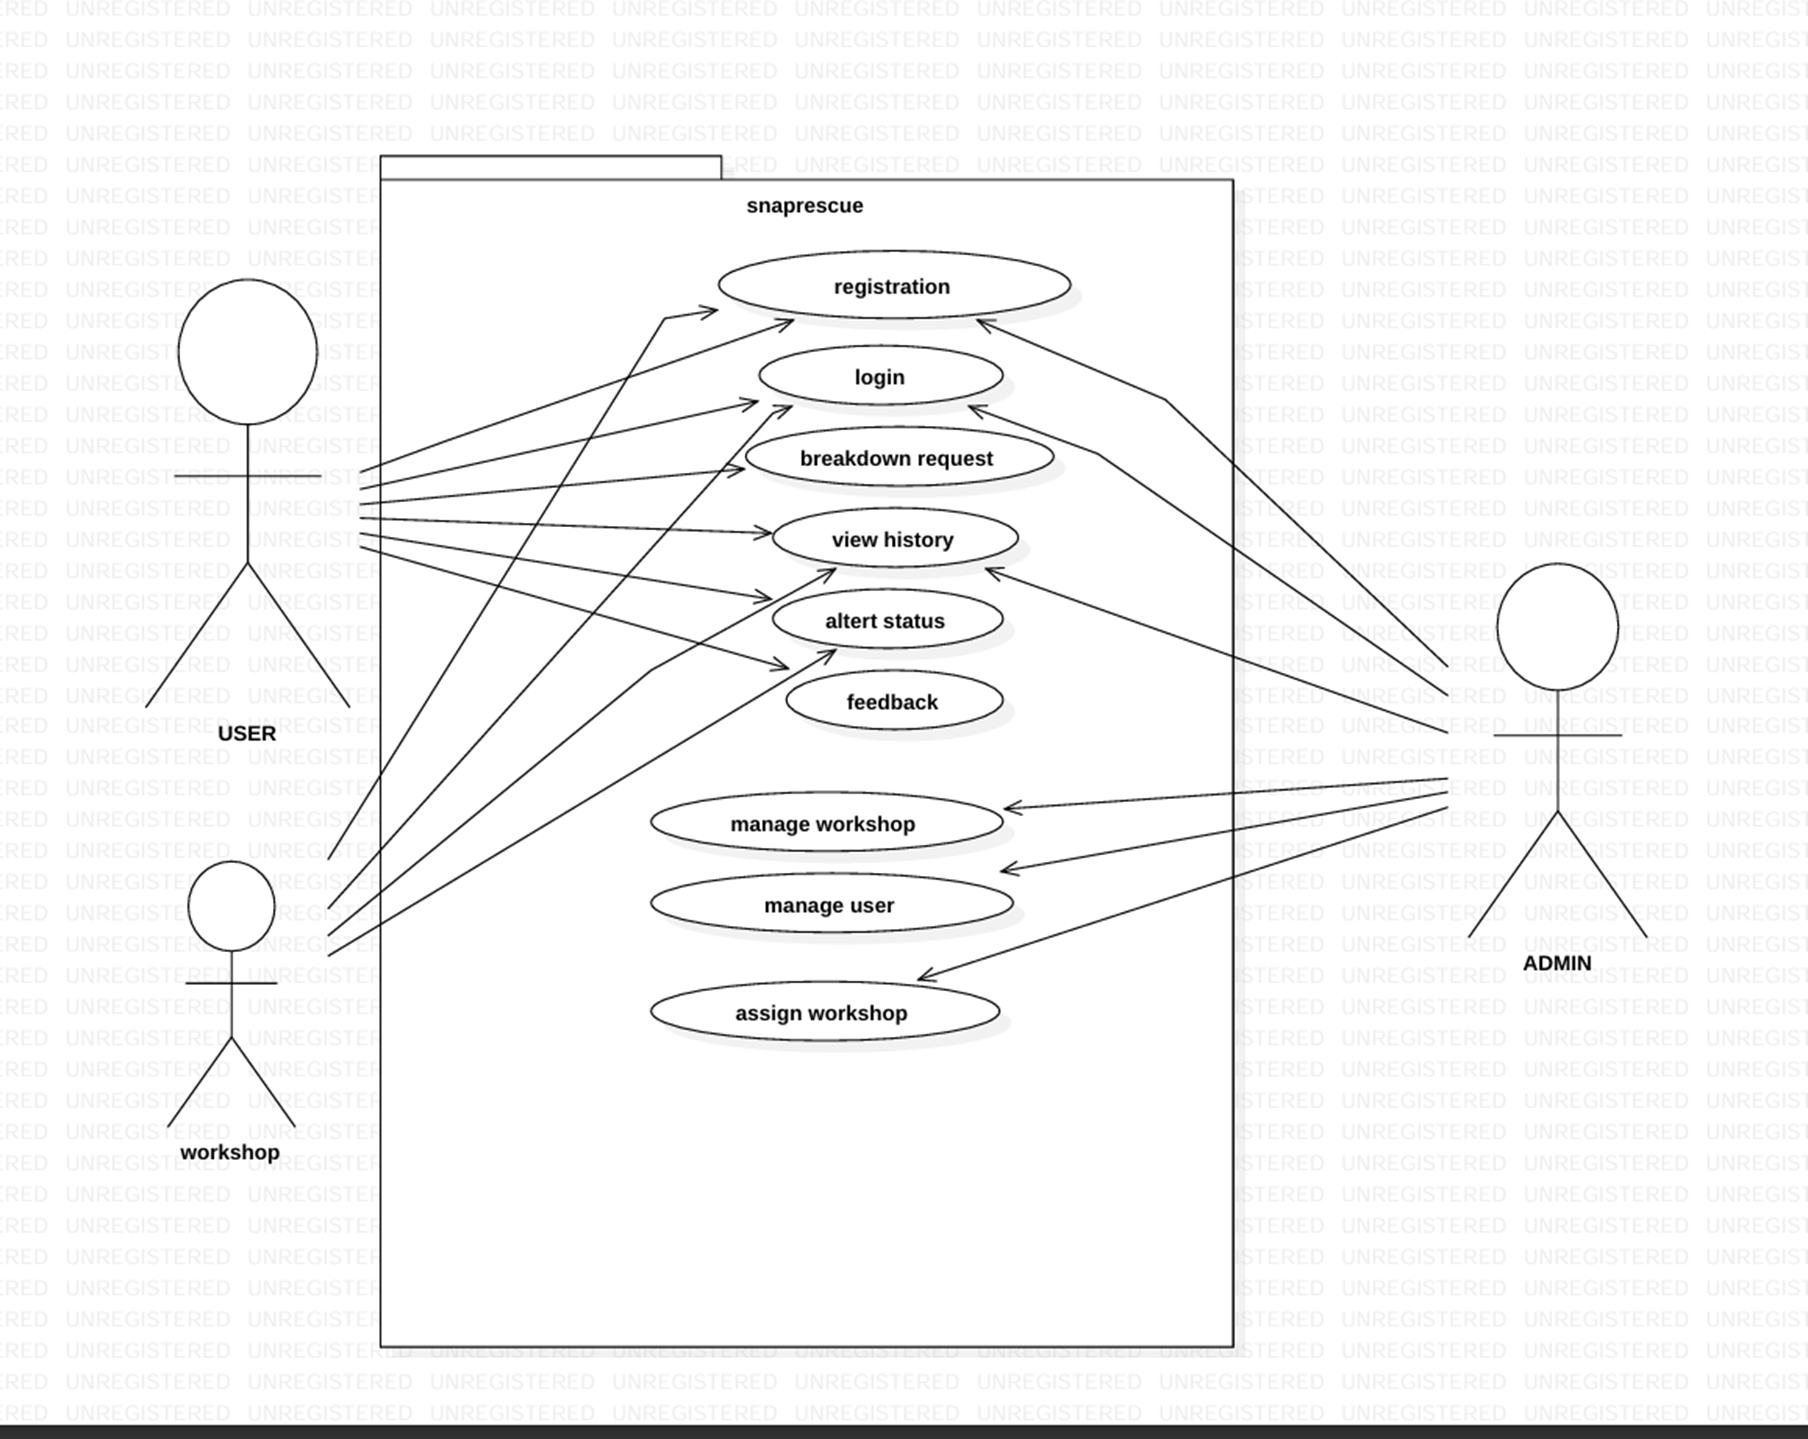 snaprescue
registration
login
breakdown request
view history
altert status
feedback
manage workshop
manage user
assign workshop
USER
workshop
ADMIN
UNREGISTERED